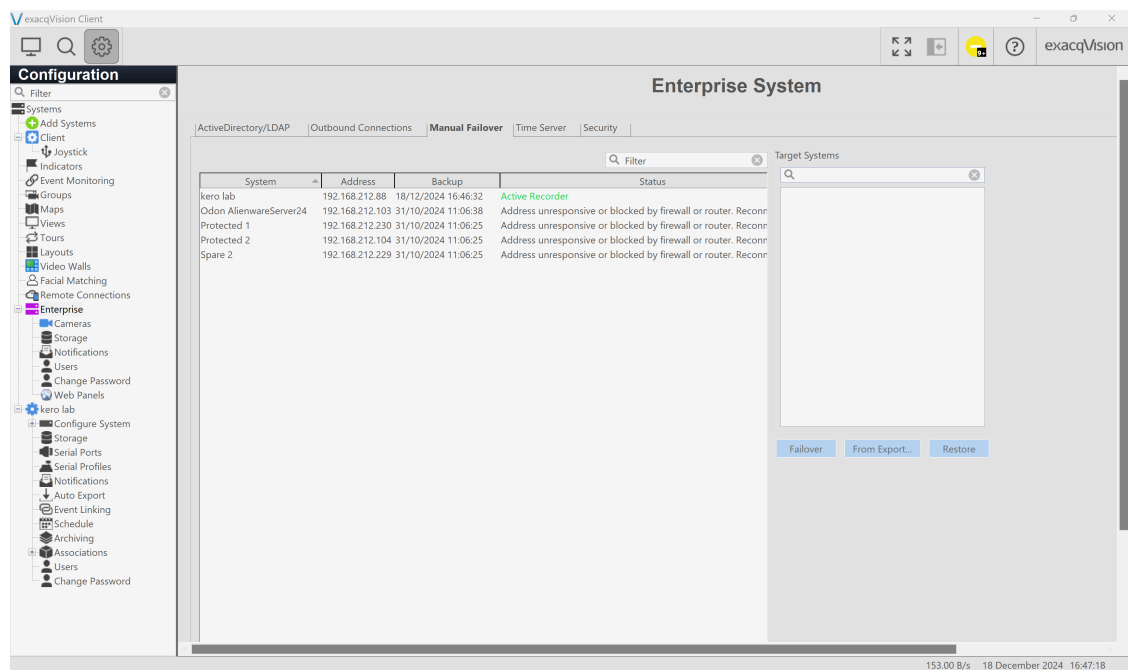 exacqVision Client
9+
exacqVision
Configuration
Filter
Systems
Add Systems
Client
Joystick
Indicators
Event Monitoring
Groups
Maps
Views
Tours
Layouts
Video Walls
Facial Matching
Remote Connections
Enterprise
Cameras
Storage
Notifications
Users
Change Password
Web Panels
kero lab
Configure System
Storage
Serial Ports
Serial Profiles
Notifications
Auto Export
Event Linking
Schedule
Archiving
Associations
Users
Change Password
Enterprise System
ActiveDirectory/LDAP Outbound Connections Manual Failover Time Server Security
Filter
System Address Backup Status
kero lab 192.168.212.88 18/12/2024 16:46:32 Active Recorder
Odon AlienwareServer24 192.168.212.103 31/10/2024 11:06:38 Address unresponsive or blocked by firewall or router. Reconn
Protected 1 192.168.212.230 31/10/2024 11:06:25 Address unresponsive or blocked by firewall or router. Reconn
Protected 2 192.168.212.104 31/10/2024 11:06:25 Address unresponsive or blocked by firewall or router. Reconn
Spare 2 192.168.212.229 31/10/2024 11:06:25 Address unresponsive or blocked by firewall or router. Reconn
Target Systems
Failover From Export... Restore
153.00 B/s 18 December 2024 16:47:18